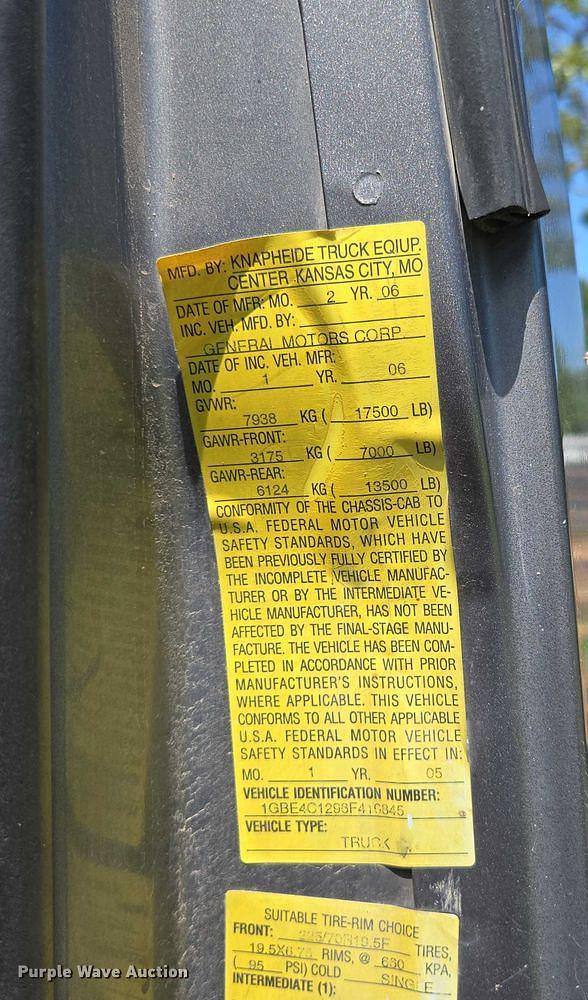 MFD. BY: KNAPHEIDE TRUCK EQIUP.
CENTER KANSAS CITY, MO
DATE OF MFR: MO. 2 YR. 06
INC. VEH. MFD. BY:
GENERAL MOTORS CORP
DATE OF INC. VEH. MFR:
MO. 1 YR. 06
GVWR:
7938 KG ( 17500 LB)
GAWR-FRONT:
3175 KG ( 7000 LB)
GAWR-REAR:
6124 KG ( 13500 LB)
CONFORMITY OF THE CHASSIS-CAB TO
U.S.A. FEDERAL MOTOR VEHICLE
SAFETY STANDARDS, WHICH HAVE
BEEN PREVIOUSLY FULLY CERTIFIED BY
THE INCOMPLETE VEHICLE MANUFAC-
TURER OR BY THE INTERMEDIATE VE-
HICLE MANUFACTURER, HAS NOT BEEN
AFFECTED BY THE FINAL-STAGE MANU-
FACTURE. THE VEHICLE HAS BEEN COM-
PLETED IN ACCORDANCE WITH PRIOR
MANUFACTURER'S INSTRUCTIONS,
WHERE APPLICABLE. THIS VEHICLE
CONFORMS TO ALL OTHER APPLICABLE
U.S.A. FEDERAL MOTOR VEHICLE
SAFETY STANDARDS IN EFFECT IN:
MO. 1 YR. 05
VEHICLE IDENTIFICATION NUMBER:
VEHICLE TYPE:
TRUCK
SUITABLE TIRE-RIM CHOICE
FRONT: TIRES,
19.5X6.75 RIMS, @ 660 KPA,
( 95 PSI) COLD SINGLE
INTERMEDIATE (1):
Purple Wave Auction